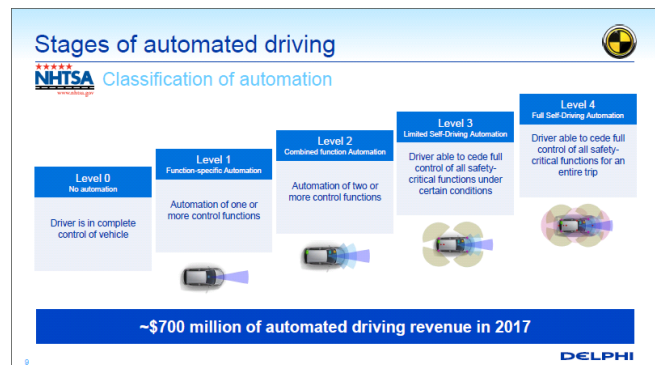 Stages of automated driving
NHTSA
www.nhtsa.gov
Classification of automation
Level 0
No automation
Driver is in complete
control of vehicle
Level 1
Function-specific Automation
Automation of one or
more control functions
Level 2
Combined function Automation
Automation of two or
more control functions
Level 3
Limited Self-Driving Automation
Driver able to cede full
control of all safety-
critical functions under
certain conditions
Level 4
Full Self-Driving Automation
Driver able to cede full
control of all safety-
critical functions for an
entire trip
~$700 million of automated driving revenue in 2017
9
DELPHI